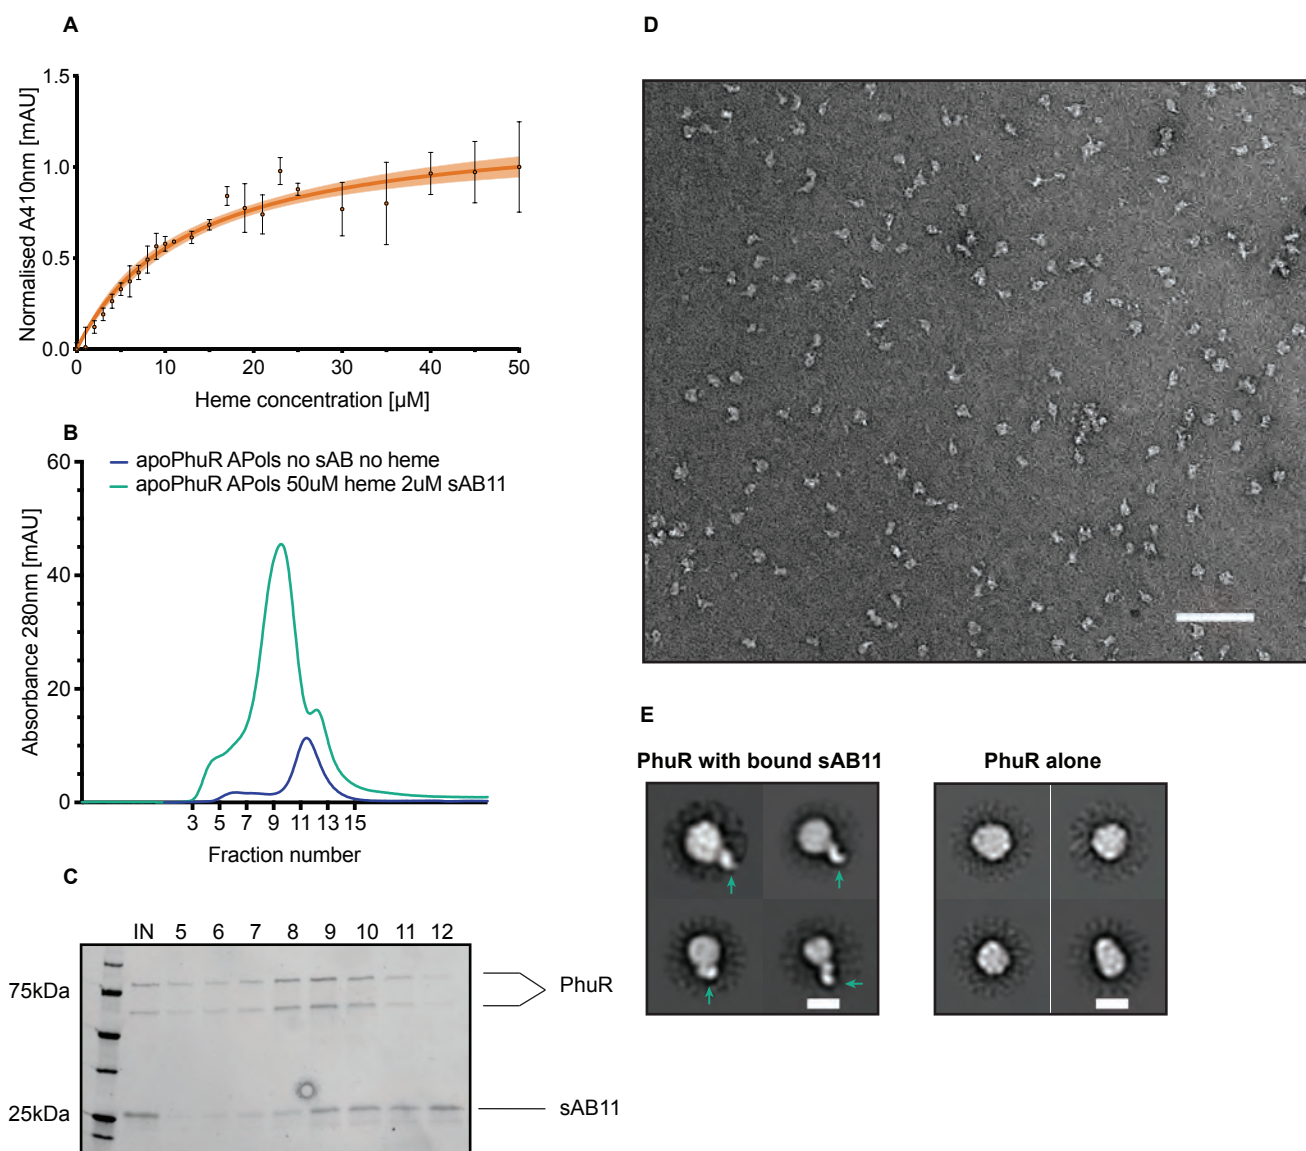 A
Normalised A410nm [mAU]
1.5
1.0
0.5
0.0
0 10 20 30 40 50
Heme concentration [µM]
B
apoPhuR APols no sAB no heme
apoPhuR APols 50uM heme 2uM sAB11
Absorbance 280nm [mAU]
60
40
20
0
3 5 7 9 11 13 15
Fraction number
C
IN 5 6 7 8 9 10 11 12
75kDa
PhuR
25kDa
sAB11
D
E
PhuR with bound sAB11
PhuR alone